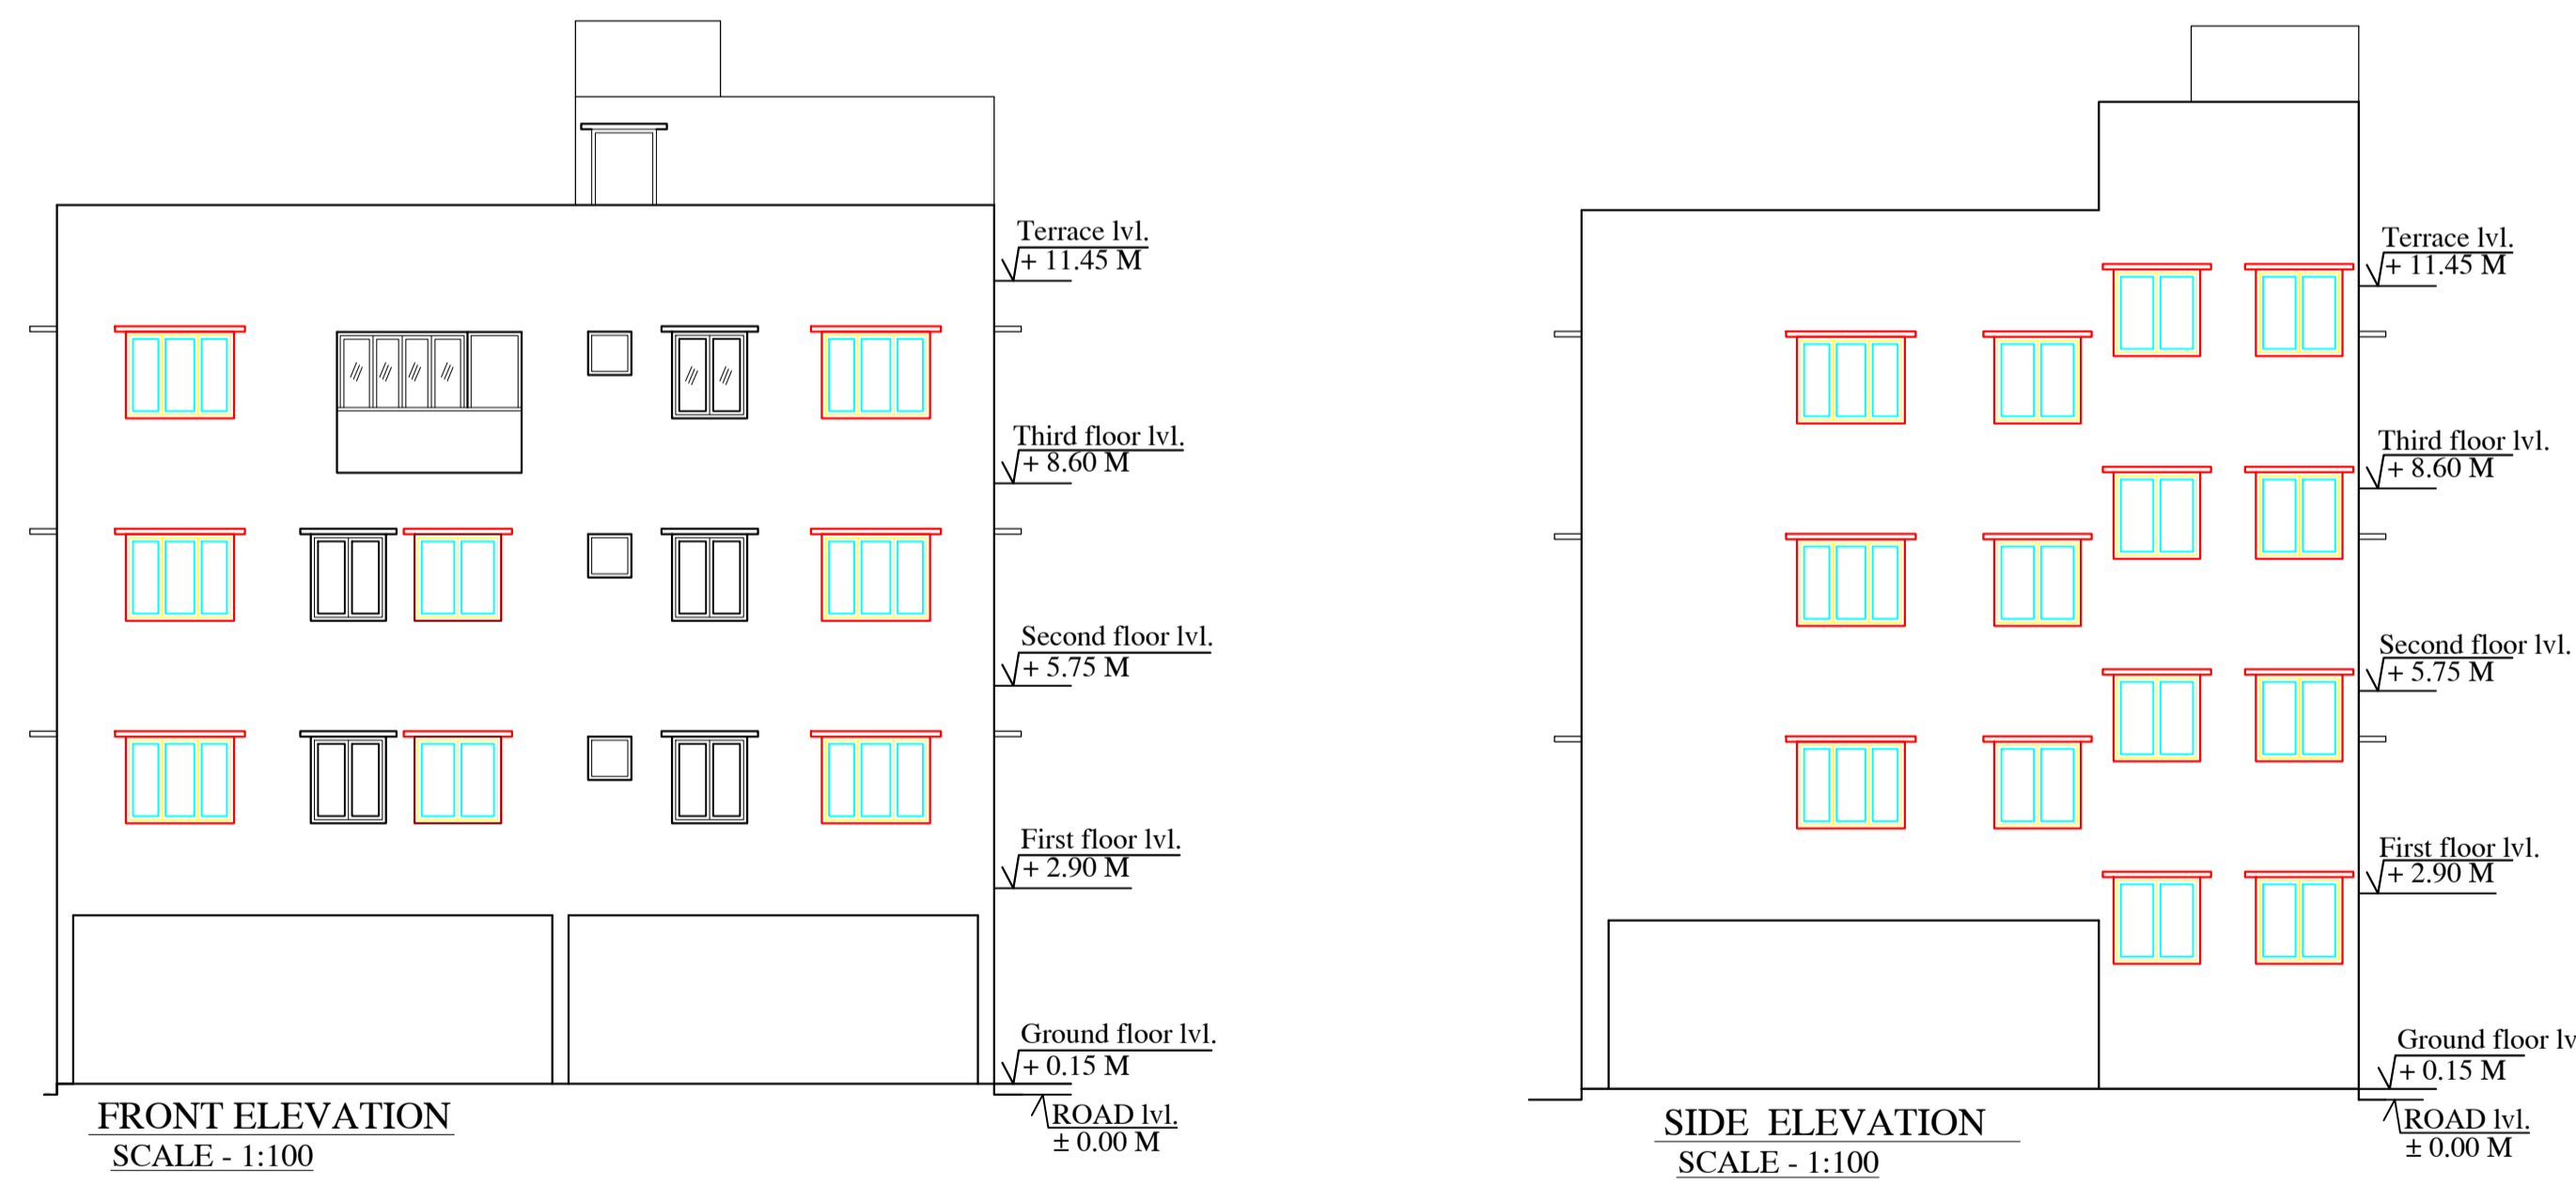 Terrace lvl.
+ 11.45 M
Third floor lvl.
+ 8.60 M
Second floor lvl.
+ 5.75 M
First floor lvl.
+ 2.90 M
Ground floor lvl.
+ 0.15 M
ROAD lvl.
± 0.00 M
FRONT ELEVATION
SCALE - 1:100
Terrace lvl.
+ 11.45 M
Third floor lvl.
+ 8.60 M
Second floor lvl.
+ 5.75 M
First floor lvl.
+ 2.90 M
Ground floor lv
+ 0.15 M
ROAD lvl.
± 0.00 M
SIDE ELEVATION
SCALE - 1:100